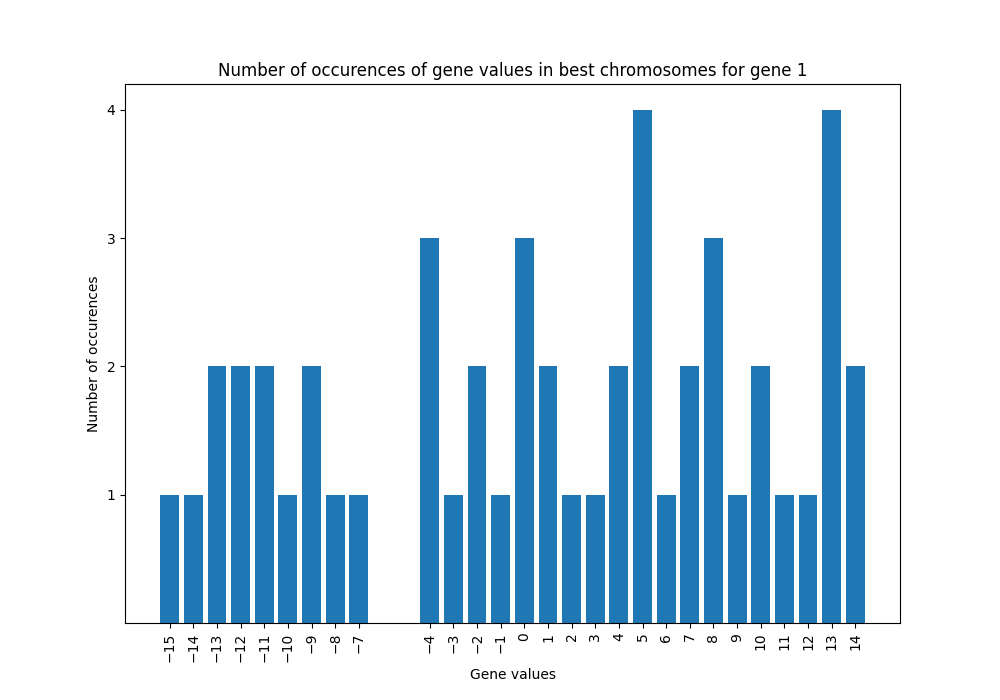 Number of occurences of gene values in best chromosomes for gene 1
Number of occurences
4
3
2
1
−15 −14 −13 −12 −11 −10 −9 −8 −7 −4 −3 −2 −1 0 1 2 3 4 5 6 7 8 9 10 11 12 13 14
Gene values